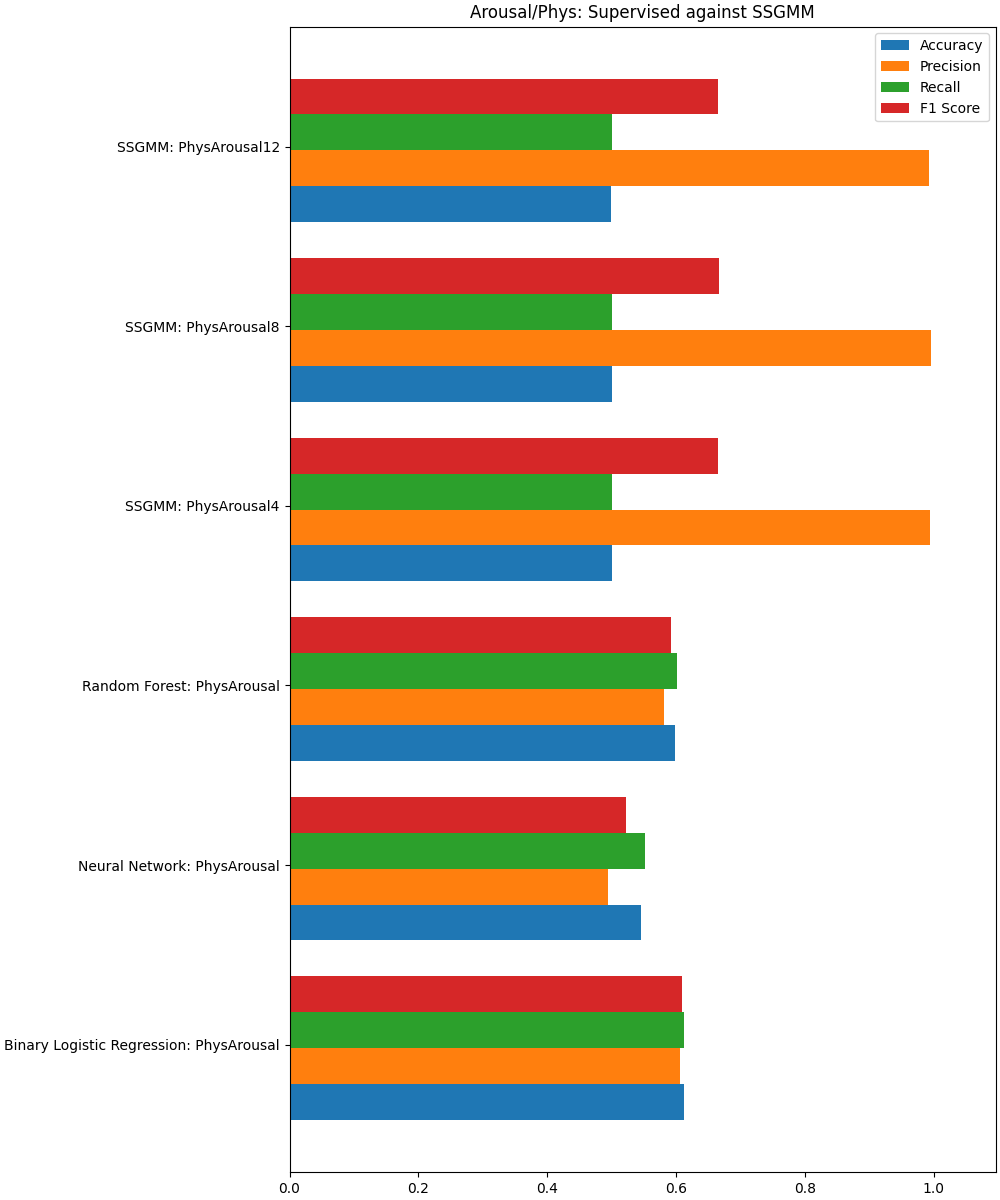 Arousal/Phys: Supervised against SSGMM
Accuracy
Precision
Recall
F1 Score
SSGMM: PhysArousal12
SSGMM: PhysArousal8
SSGMM: PhysArousal4
Random Forest: PhysArousal
Neural Network: PhysArousal
Binary Logistic Regression: PhysArousal
0.0 0.2 0.4 0.6 0.8 1.0